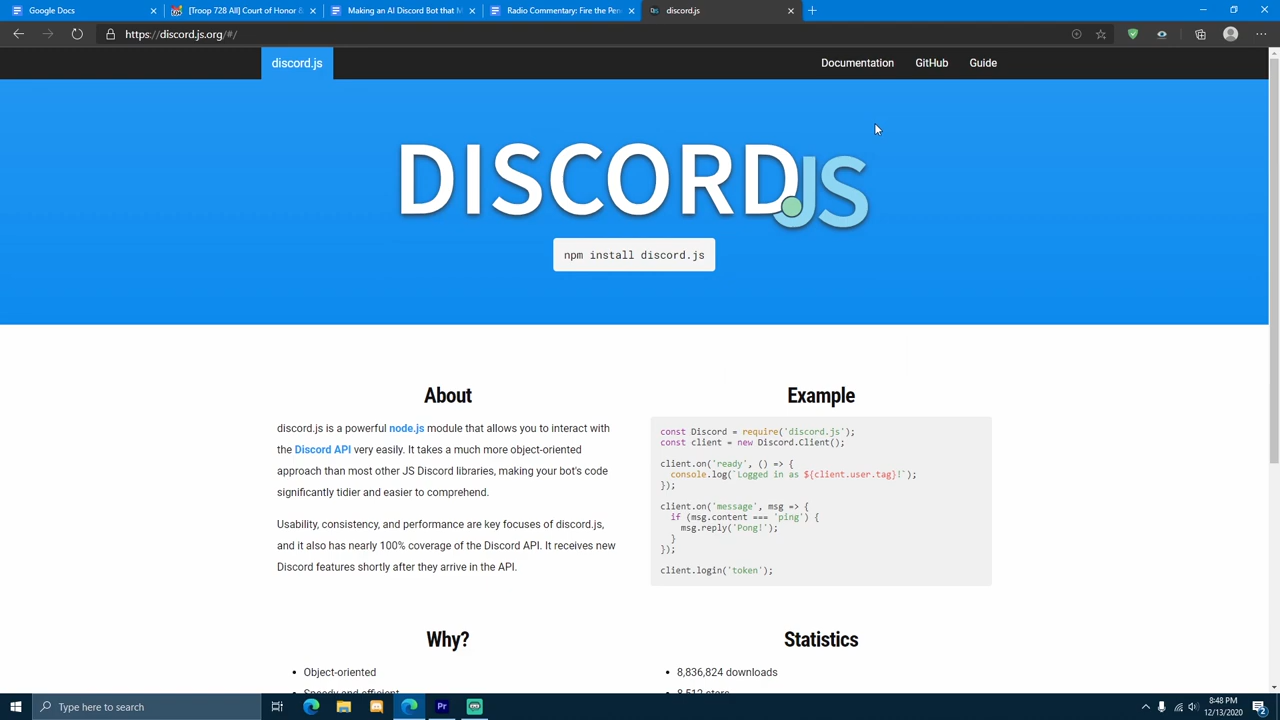 Google Docs
[Troop 728 All] Court of Honor &
Making an AI Discord Bot that M
Radio Commentary: Fire the Pen
discord.js
https://discord.js.org/#/
discord.js
Documentation
GitHub
Guide
DISCORD.JS
npm install discord.js
About
discord.js is a powerful node.js module that allows you to interact with
the Discord API very easily. It takes a much more object-oriented
approach than most other JS Discord libraries, making your bot's code
significantly tidier and easier to comprehend.
Usability, consistency, and performance are key focuses of discord.js,
and it also has nearly 100% coverage of the Discord API. It receives new
Discord features shortly after they arrive in the API.
Example
const Discord = require('discord.js');
const client = new Discord.Client();
client.on('ready', () => {
console.log(`Logged in as ${client.user.tag}!`);
});
client.on('message', msg => {
if (msg.content === 'ping') {
msg.reply('Pong!');
}
});
client.login('token');
Why?
• Object-oriented
• Speedy and efficient
Statistics
• 8,836,824 downloads
• 8,512 stars
Type here to search
Pr
8:48 PM
12/13/2020
2